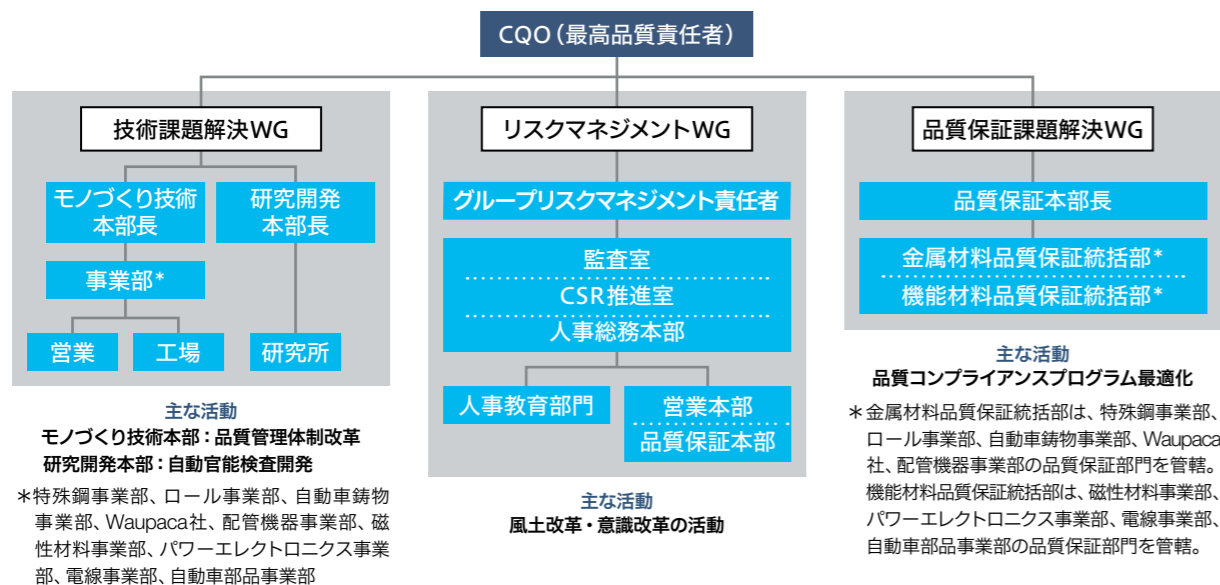 CQO（最高品質責任者）
技術課題解決WG
モノづくり技術
本部長
研究開発
本部長
事業部*
営業
工場
研究所
主な活動
モノづくり技術本部：品質管理体制改革
研究開発本部：自動官能検査開発
＊特殊鋼事業部、ロール事業部、自動車鋳物
事業部、Waupaca社、配管機器事業部、磁
性材料事業部、パワーエレクトロニクス事業
部、電線事業部、自動車部品事業部
リスクマネジメントWG
グループリスクマネジメント責任者
監査室
CSR推進室
人事総務本部
人事教育部門
営業本部
品質保証本部
主な活動
風土改革・意識改革の活動
品質保証課題解決WG
品質保証本部長
金属材料品質保証統括部*
機能材料品質保証統括部*
主な活動
品質コンプライアンスプログラム最適化
＊金属材料品質保証統括部は、特殊鋼事業部、
ロール事業部、自動車鋳物事業部、Waupaca
社、配管機器事業部の品質保証部門を管轄。
機能材料品質保証統括部は、磁性材料事業部、
パワーエレクトロニクス事業部、電線事業部、
自動車部品事業部の品質保証部門を管轄。